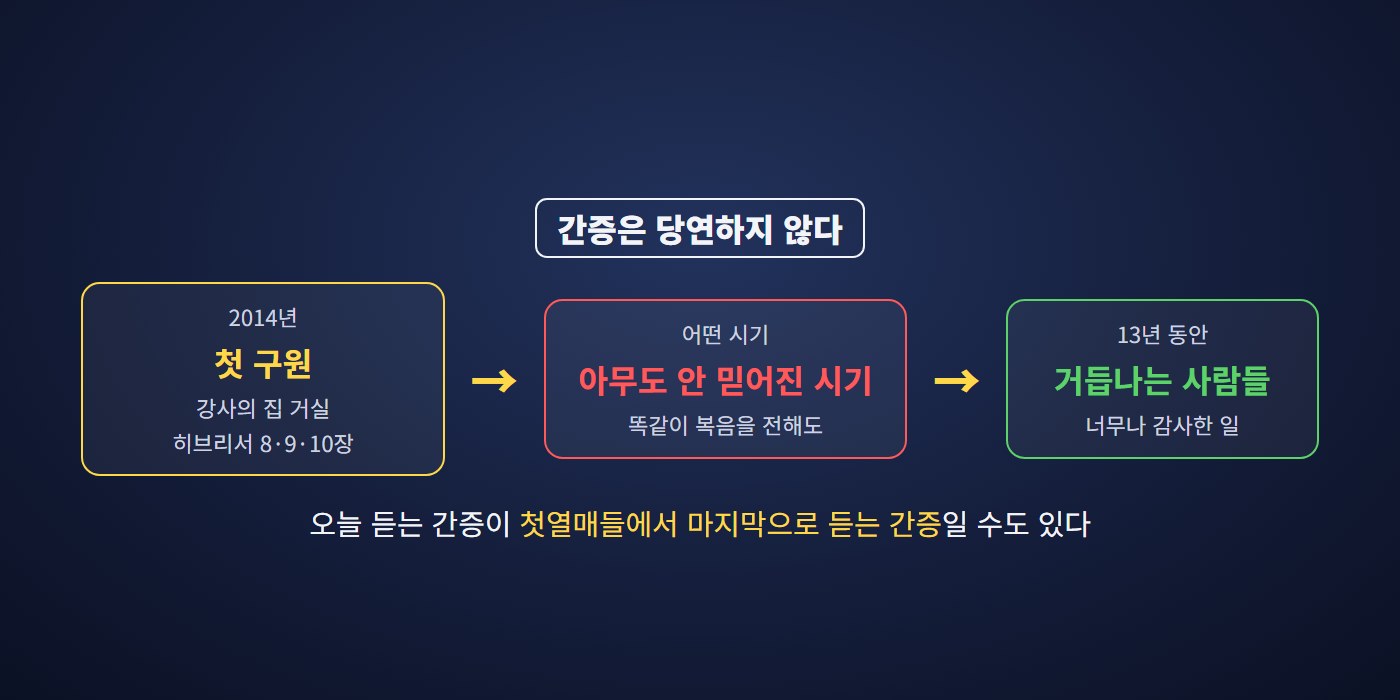 간증은 당연하지 않다
2014년
첫 구원
강사의 집 거실
히브리서 8·9·10장
→
어떤 시기
아무도 안 믿어진 시기
똑같이 복음을 전해도
→
13년 동안
거듭나는 사람들
너무나 감사한 일
오늘 듣는 간증이 첫열매들에서 마지막으로 듣는 간증일 수도 있다